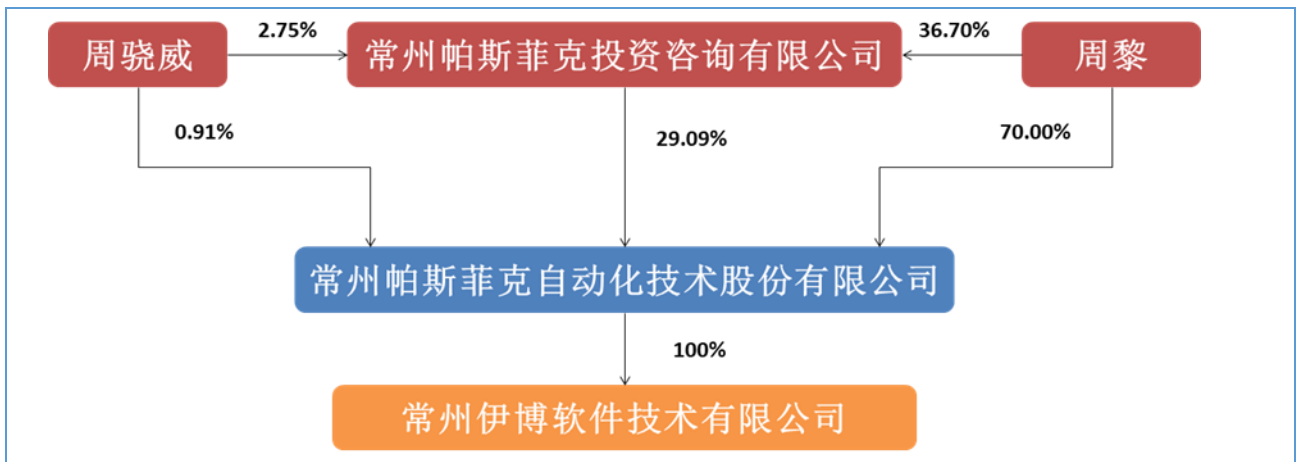 周骁威
2.75%
常州帕斯菲克投资咨询有限公司
36.70%
周黎
0.91%
29.09%
70.00%
常州帕斯菲克自动化技术股份有限公司
100%
常州伊博软件技术有限公司